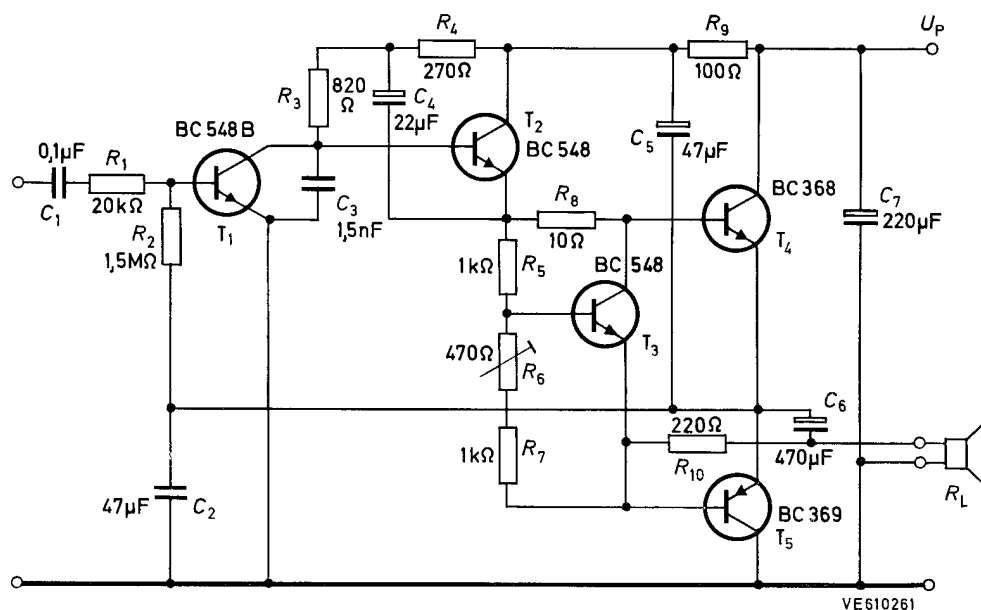 R4
270Ω
R9
100Ω
UP
R3
820
Ω
C4
22µF
T2
BC 548
C5
47µF
BC 548B
0,1µF
C1
R1
20kΩ
T1
C3
1,5nF
R2
1,5MΩ
R8
10Ω
BC 368
T4
C7
220µF
1kΩ
R5
BC 548
T3
470Ω
R6
C6
470µF
220Ω
R10
1kΩ
R7
RL
47µF
C2
BC 369
T5
VE610261